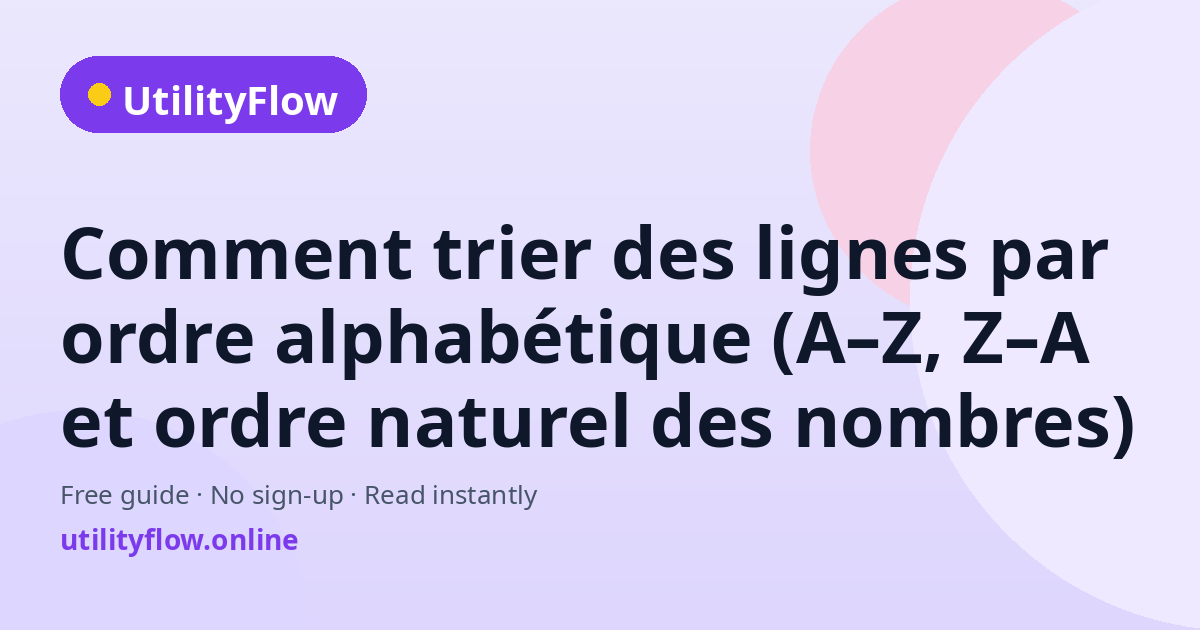 UtilityFlow
Comment trier des lignes par
ordre alphabétique (A–Z, Z–A
et ordre naturel des nombres)
Free guide · No sign-up · Read instantly
utilityflow.online